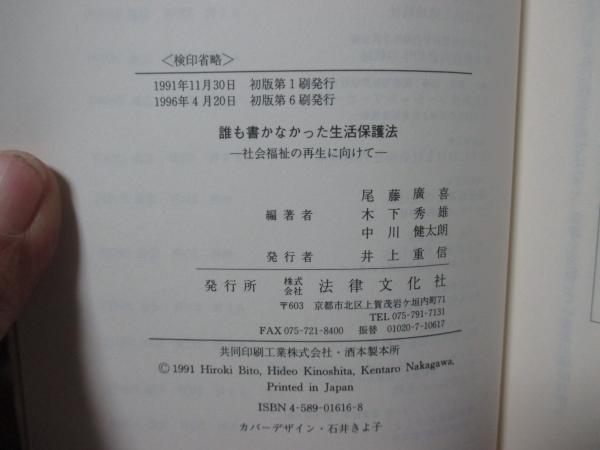 〈検印省略〉
1991年11月30日 初版第1刷発行
1996年4月20日 初版第6刷発行
誰も書かなかった生活保護法
―社会福祉の再生に向けて―
尾藤廣喜
編著者 木下秀雄
中川健太朗
発行者 井上重信
発行所 株式会社 法律文化社
〒603 京都市北区上賀茂岩ケ垣内町71
TEL 075-791-7131
FAX 075-721-8400 振替 01020-7-10617
共同印刷工業株式会社・酒本製本所
© 1991 Hiroki Bito, Hideo Kinoshita, Kentaro Nakagawa,
Printed in Japan
ISBN 4-589-01616-8
カバーデザイン・石井きよ子